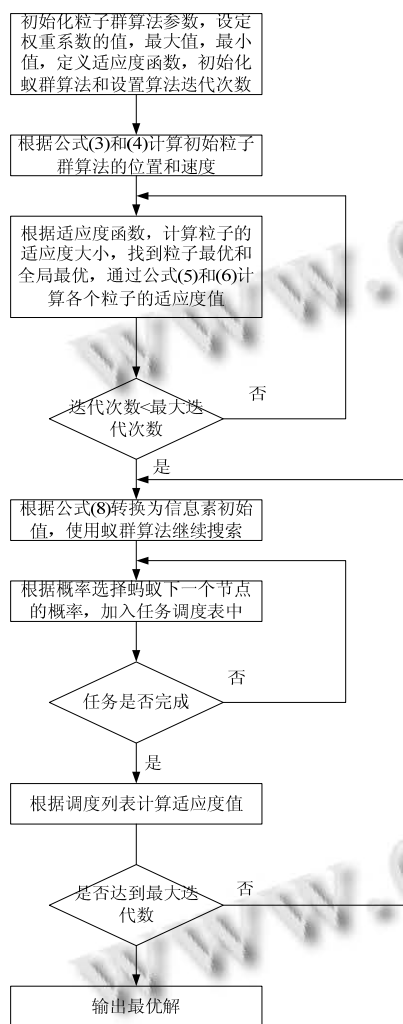 初始化粒子群算法参数，设定
权重系数的值，最大值，最小
值，定义适应度函数，初始化
蚁群算法和设置算法迭代次数
根据公式(3)和(4)计算初始粒子
群算法的位置和速度
根据适应度函数，计算粒子的
适应度大小，找到粒子最优和
全局最优，通过公式(5)和(6)计
算各个粒子的适应度值
迭代次数<最大迭
代次数
否
是
根据公式(8)转换为信息素初始
值，使用蚁群算法继续搜索
根据概率选择蚂蚁下一个节点
的概率，加入任务调度表中
任务是否完成
否
是
根据调度列表计算适应度值
是否达到最大迭
代数
否
输出最优解
www.
www.